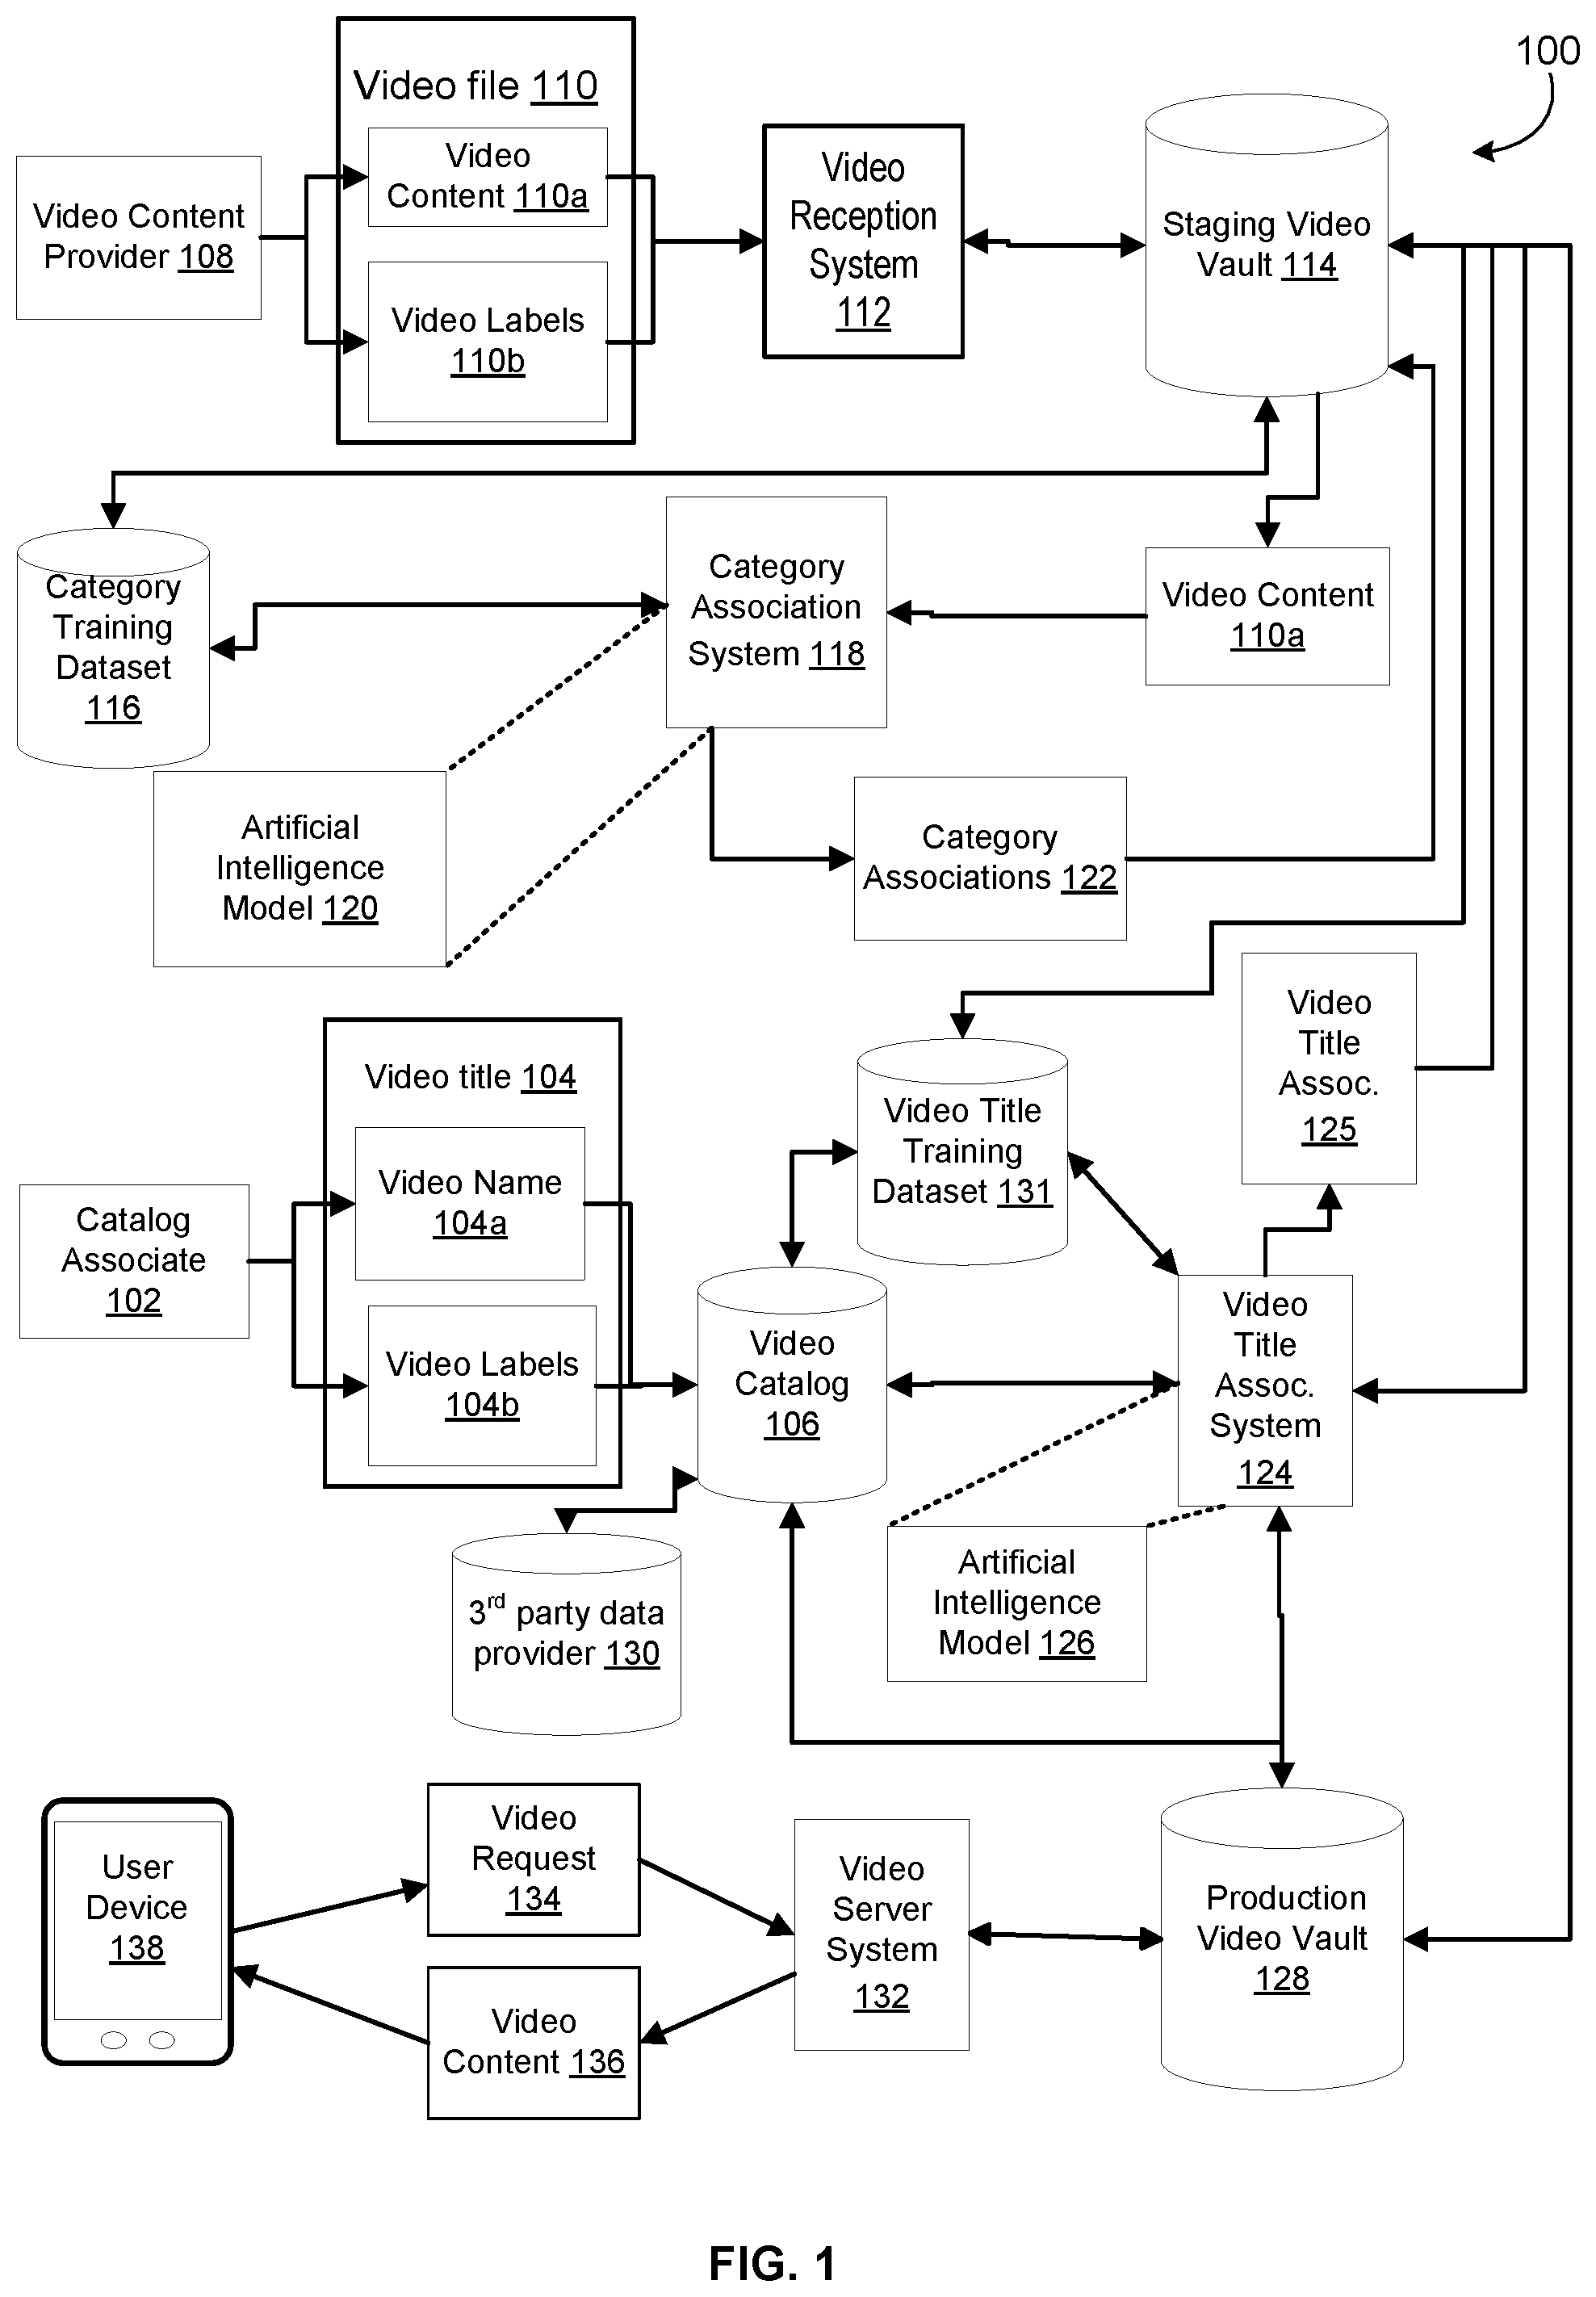 100
Video file 110
Video
Content 110a
Video Labels
110b
Video Content
Provider 108
Video
Reception
System
112
Staging Video
Vault 114
Category
Training
Dataset
116
Category
Association
System 118
Video Content
110a
Artificial
Intelligence
Model 120
Category
Associations 122
Video
Title
Assoc.
125
Video title 104
Video Name
104a
Video Labels
104b
Catalog
Associate
102
Video Title
Training
Dataset 131
Video
Catalog
106
Video
Title
Assoc.
System
124
Artificial
Intelligence
Model 126
3rd party data
provider 130
User
Device
138
Video
Request
134
Video
Content 136
Video
Server
System
132
Production
Video Vault
128
FIG. 1